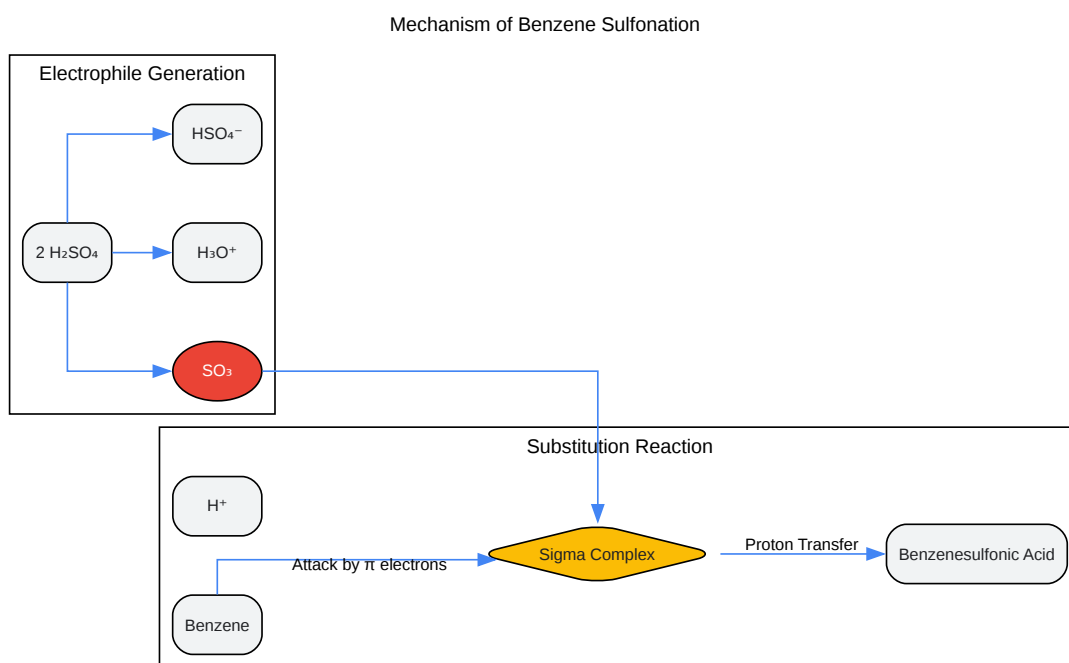 Mechanism of Benzene Sulfonation
Electrophile Generation
HSO₄⁻
2 H₂SO₄
H₃O⁺
SO₃
Substitution Reaction
H⁺
Attack by π electrons
Sigma Complex
Proton Transfer
Benzenesulfonic Acid
Benzene